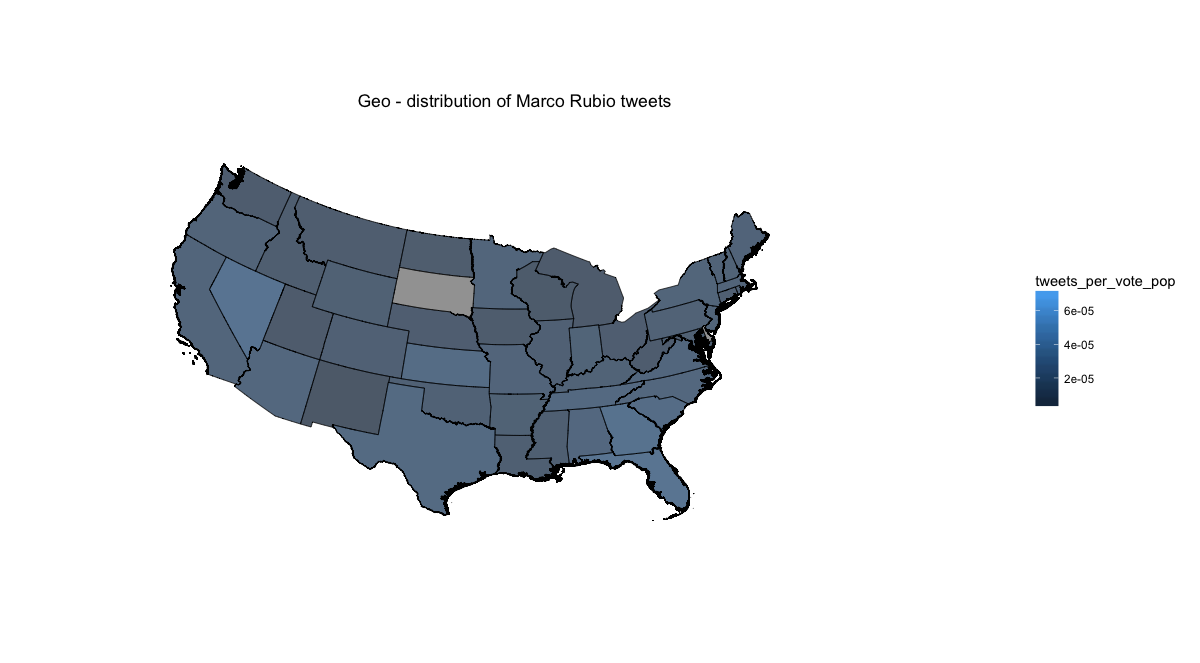 Geo - distribution of Marco Rubio tweets
tweets_per_vote_pop
6e-05
4e-05
2e-05